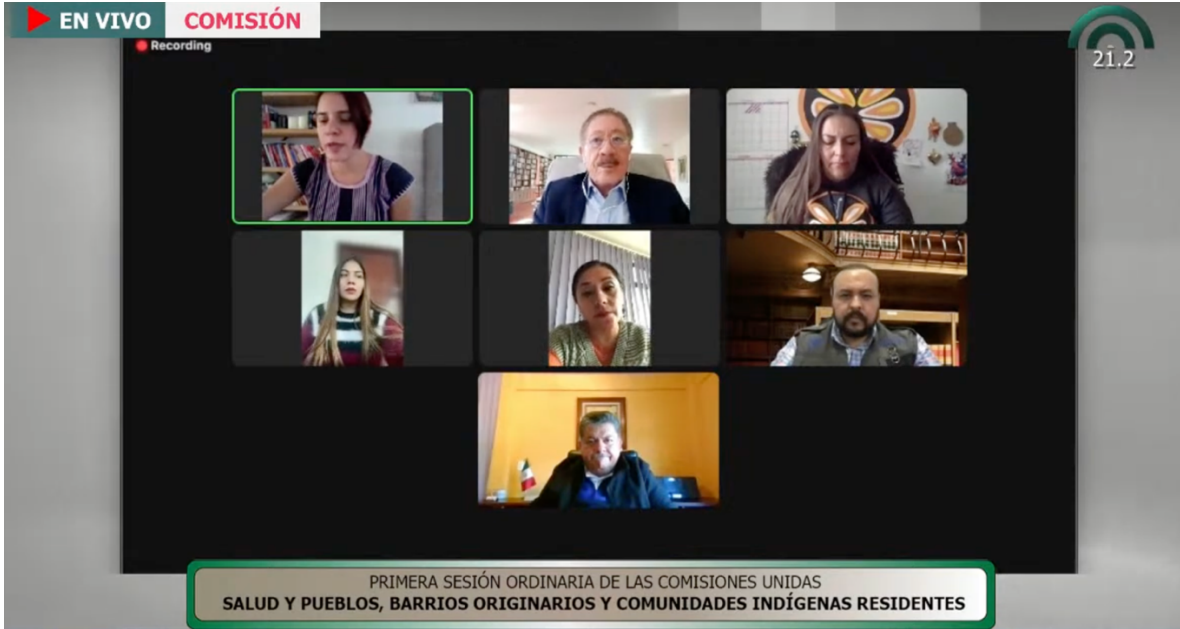 EN VIVO COMISIÓN
Recording
21.2
PRIMERA SESIÓN ORDINARIA DE LAS COMISIONES UNIDAS
SALUD Y PUEBLOS, BARRIOS ORIGINARIOS Y COMUNIDADES INDÍGENAS RESIDENTES